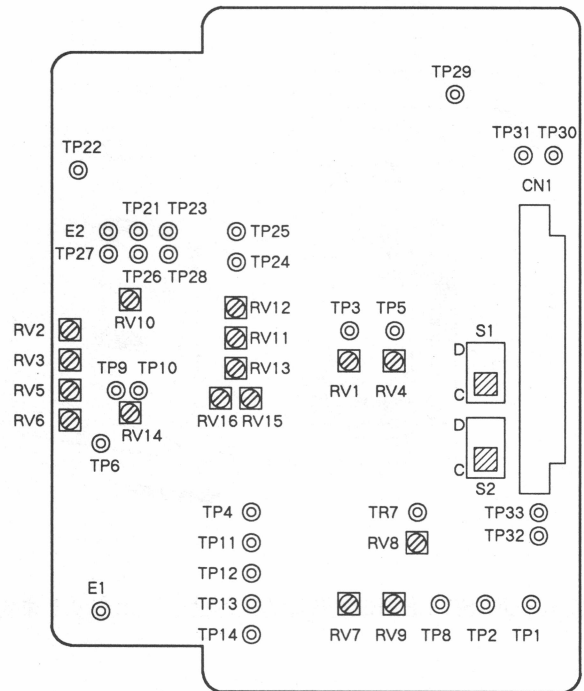 TP29
TP31 TP30
TP22
CN1
TP21 TP23
E2
TP25
TP27
TP24
TP26 TP28
RV12
RV10
TP3 TP5
RV2
S1
RV11
D
RV3
RV13
TP9 TP10
RV1 RV4
RV5
C
RV16 RV15
RV6
RV14
D
TP6
C
S2
TP4
TR7
TP33
TP32
TP11
RV8
TP12
E1
TP13
TP14
RV7 RV9 TP8 TP2 TP1